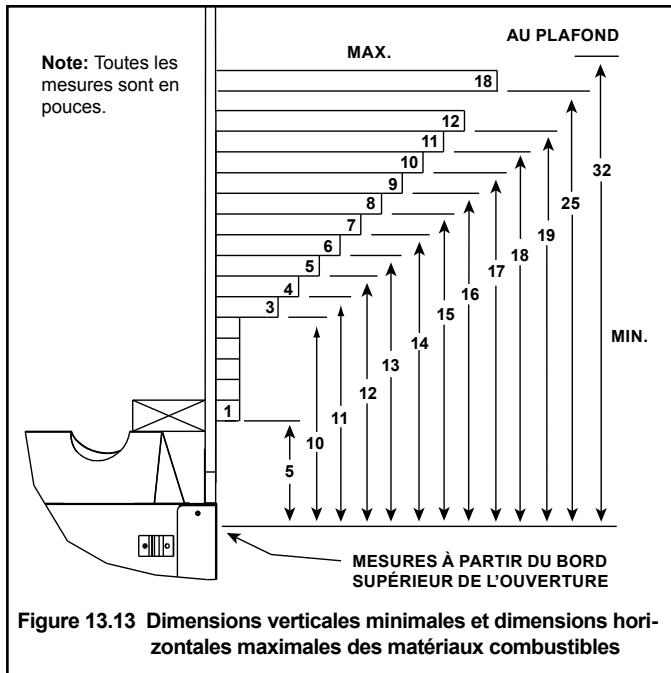 AU PLAFOND
Note: Toutes les
mesures sont en
pouces.
MAX.
18
12
11
10
9
8
7
6
5
4
3
1
5
10
11
12
13
14
15
16
17
18
19
25
32
MIN.
MESURES À PARTIR DU BORD
SUPÉRIEUR DE L’OUVERTURE
Figure 13.13 Dimensions verticales minimales et dimensions hori-
zontales maximales des matériaux combustibles